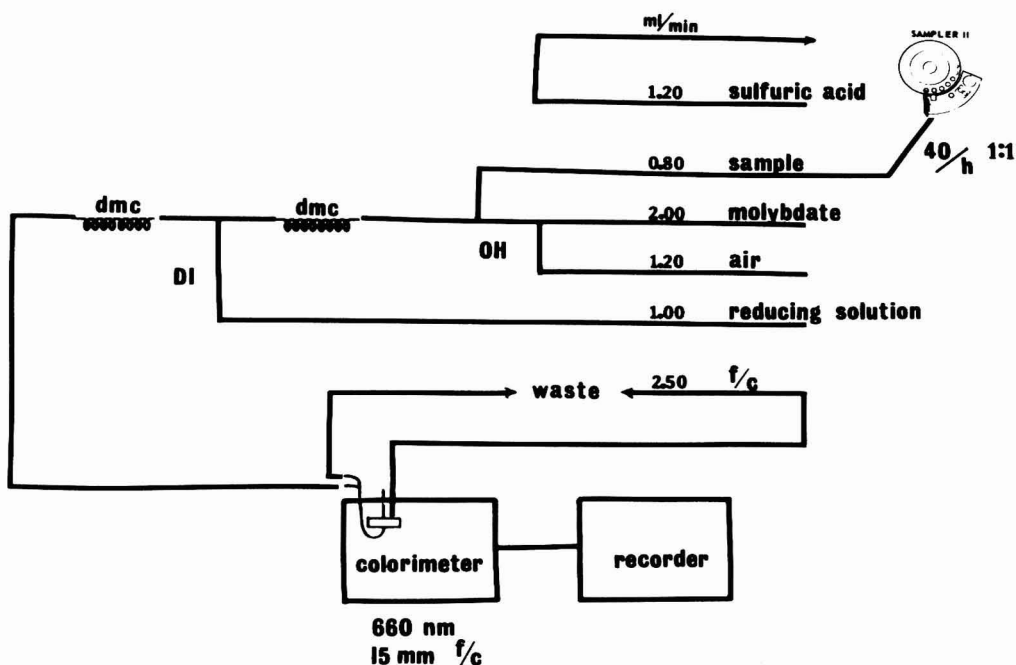 ml/min
SAMPLER II
1.20 sulfuric acid
40/h 1:1
0.80 sample
dmc dmc
2.00 molybdate
OH
DI
1.20 air
1.00 reducing solution
waste 2.50 f/c
colorimeter recorder
660 nm
15 mm f/c